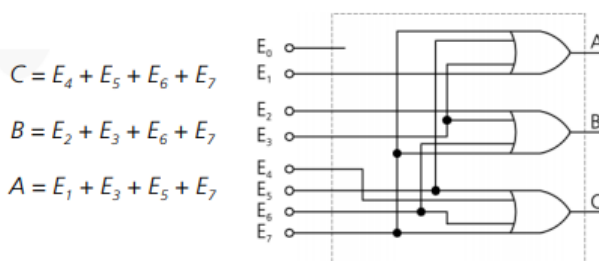 C = E₄ + E₅ + E₆ + E₇
B = E₂ + E₃ + E₆ + E₇
A = E₁ + E₃ + E₅ + E₇
E₀
E₁
E₂
E₃
E₄
E₅
E₆
E₇
A
B
C